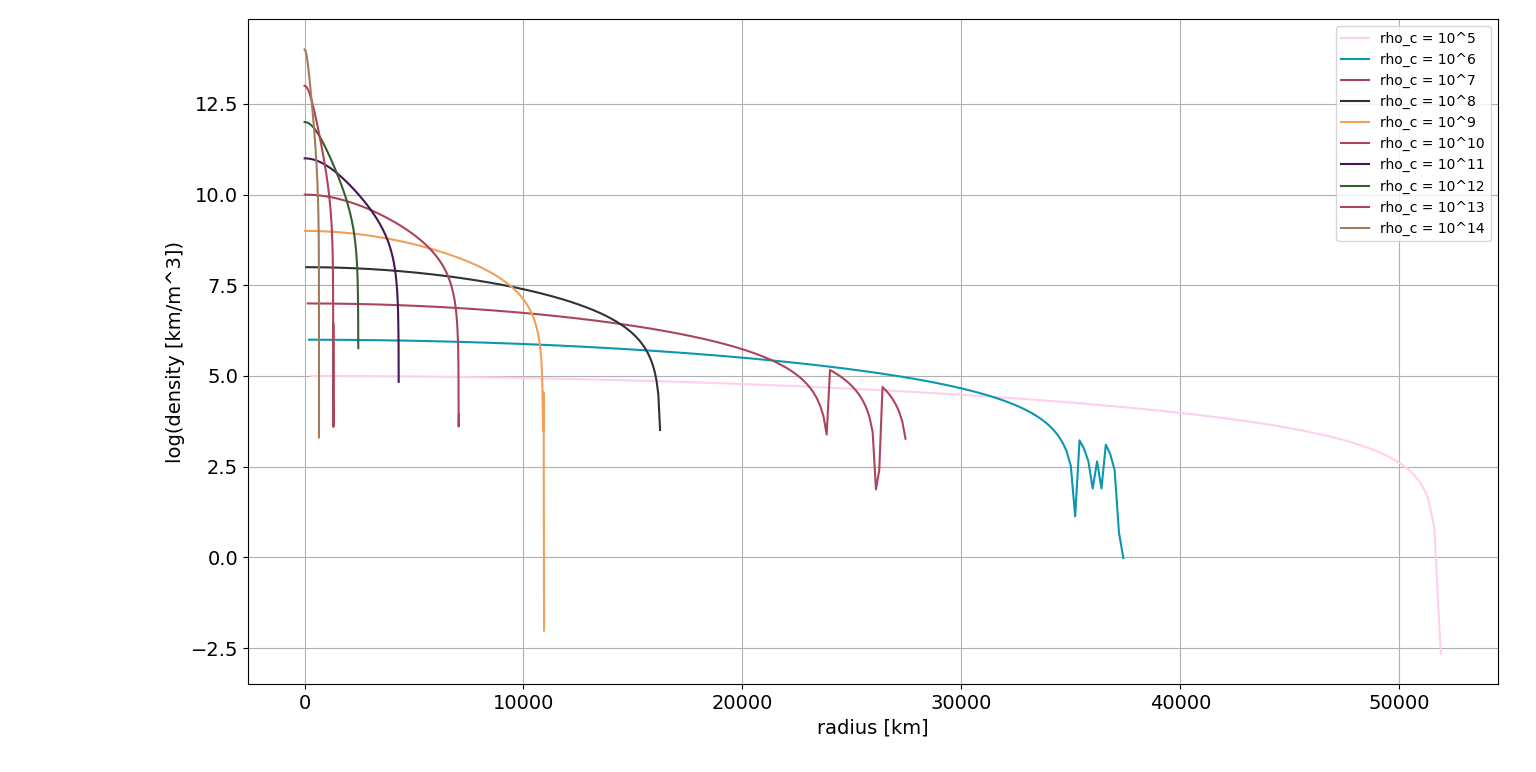 12.5
10.0
7.5
5.0
2.5
0.0
−2.5
log(density [km/m^3])
0
10000
20000
30000
40000
50000
radius [km]
rho_c = 10^5
rho_c = 10^6
rho_c = 10^7
rho_c = 10^8
rho_c = 10^9
rho_c = 10^10
rho_c = 10^11
rho_c = 10^12
rho_c = 10^13
rho_c = 10^14